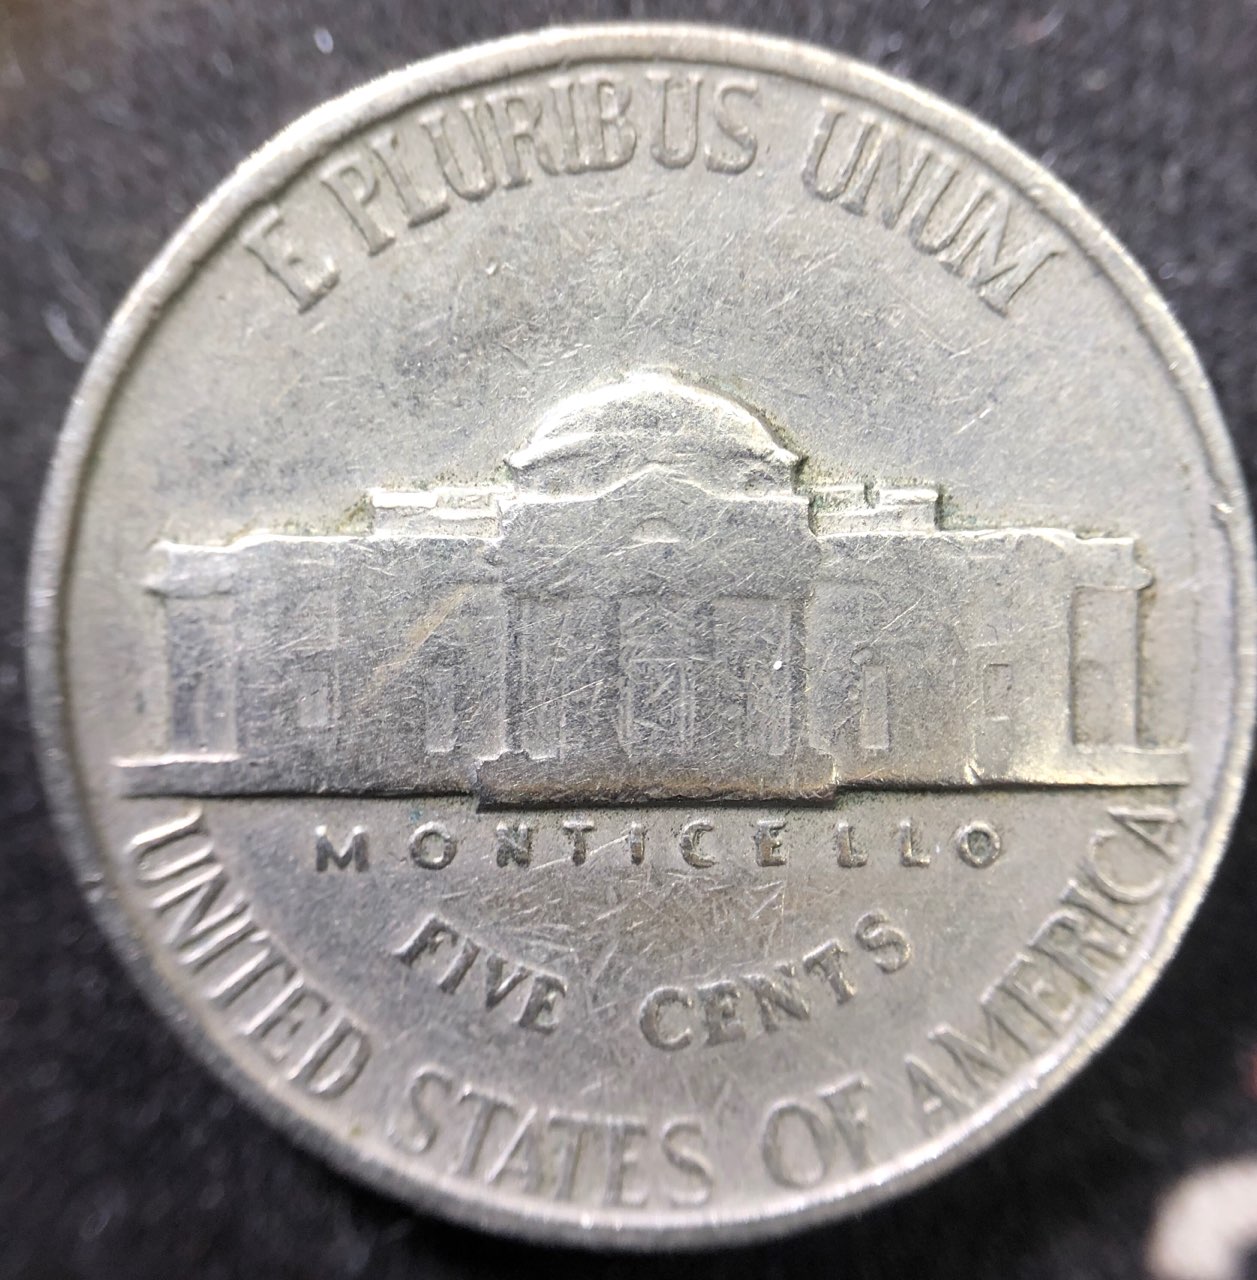 E PLURIBUS UNUM
MONTICELLO
FIVE CENTS
UNITED STATES OF AMERICA